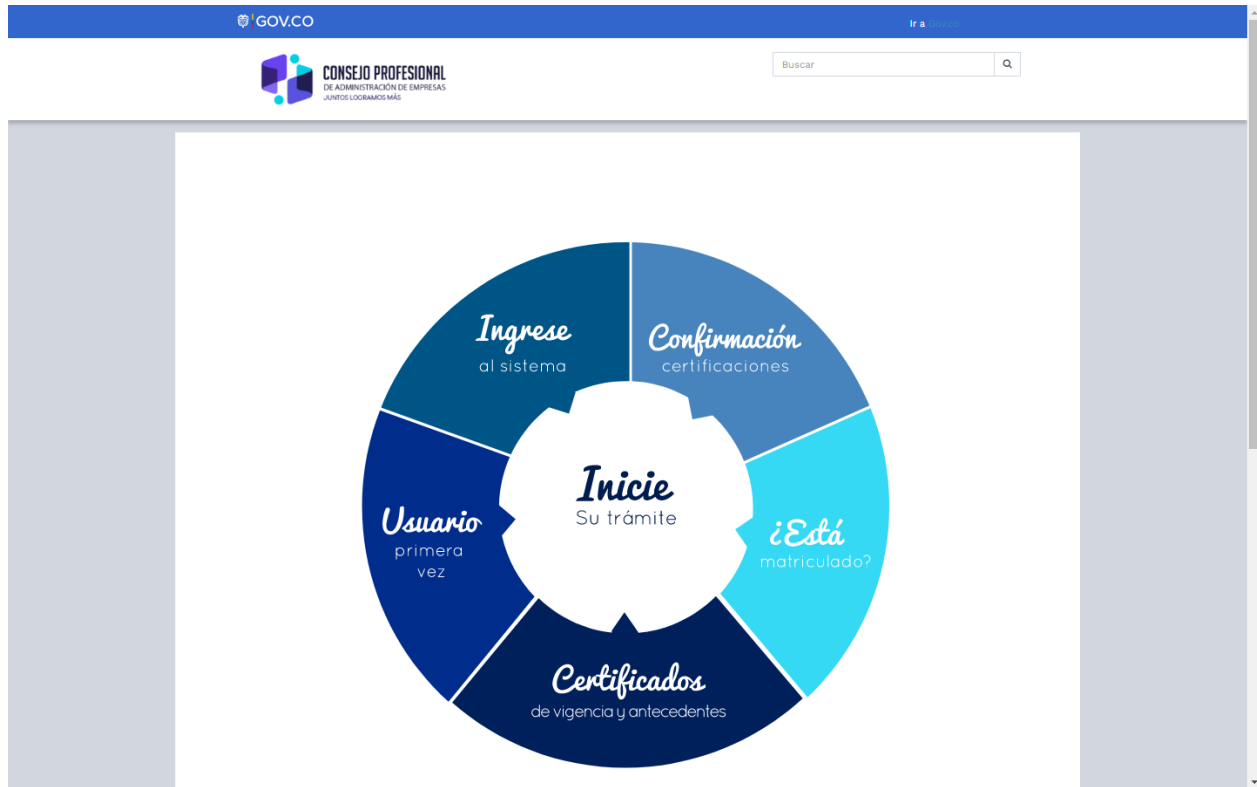 GOV.CO
Ir a Gov.co
CONSEJO PROFESIONAL
DE ADMINISTRACIÓN DE EMPRESAS
JUNTOS LOGRAMOS MÁS
Buscar
Ingrese
al sistema
Confirmación
certificaciones
Inicie
Su trámite
Usuario
primera
vez
¿Está
matriculado?
Certificados
de vigencia y antecedentes